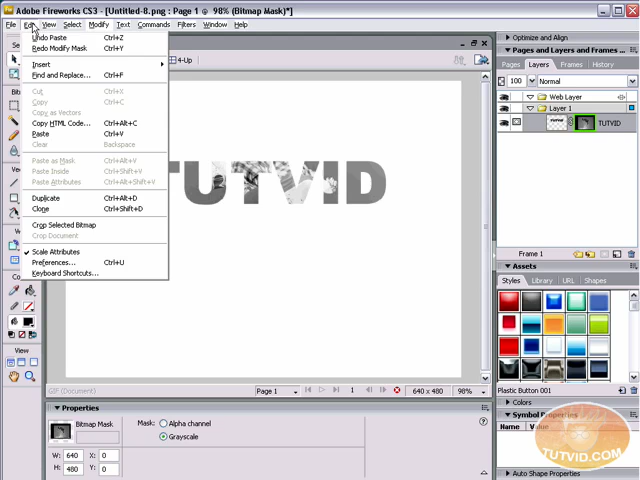 Adobe Fireworks CS3 - [Untitled-8.png : Page 1 @ 98% (Bitmap Mask)*]
File Edit View Select Modify Text Commands Filters Window Help
Undo Paste Ctrl+Z
Redo Modify Mask Ctrl+Y
Insert
Find and Replace... Ctrl+F
Cut Ctrl+X
Copy Ctrl+C
Copy as Vectors
Copy HTML Code... Ctrl+Alt+C
Paste Ctrl+V
Clear Backspace
Paste as Mask Ctrl+Alt+V
Paste Inside Ctrl+Shift+V
Paste Attributes Ctrl+Alt+Shift+V
Duplicate Ctrl+Alt+D
Clone Ctrl+Shift+D
Crop Selected Bitmap
Crop Document
Scale Attributes
Preferences... Ctrl+U
Keyboard Shortcuts...
4-Up
TUTVID
View
GIF (Document)
Page 1
1
640 x 480
98%
Properties
Bitmap Mask
Mask:
Alpha channel
Grayscale
W: 640 X: 0
H: 480 Y: 0
Optimize and Align
Pages and Layers and Frames ...
Pages Layers Frames History
100 Normal
Web Layer
Layer 1
TUTVID
Frame 1
Assets
Styles Library URL Shapes
Plastic Button 001
Colors
Symbol Properties
Name Value
TUTVID.COM
Auto Shape Properties